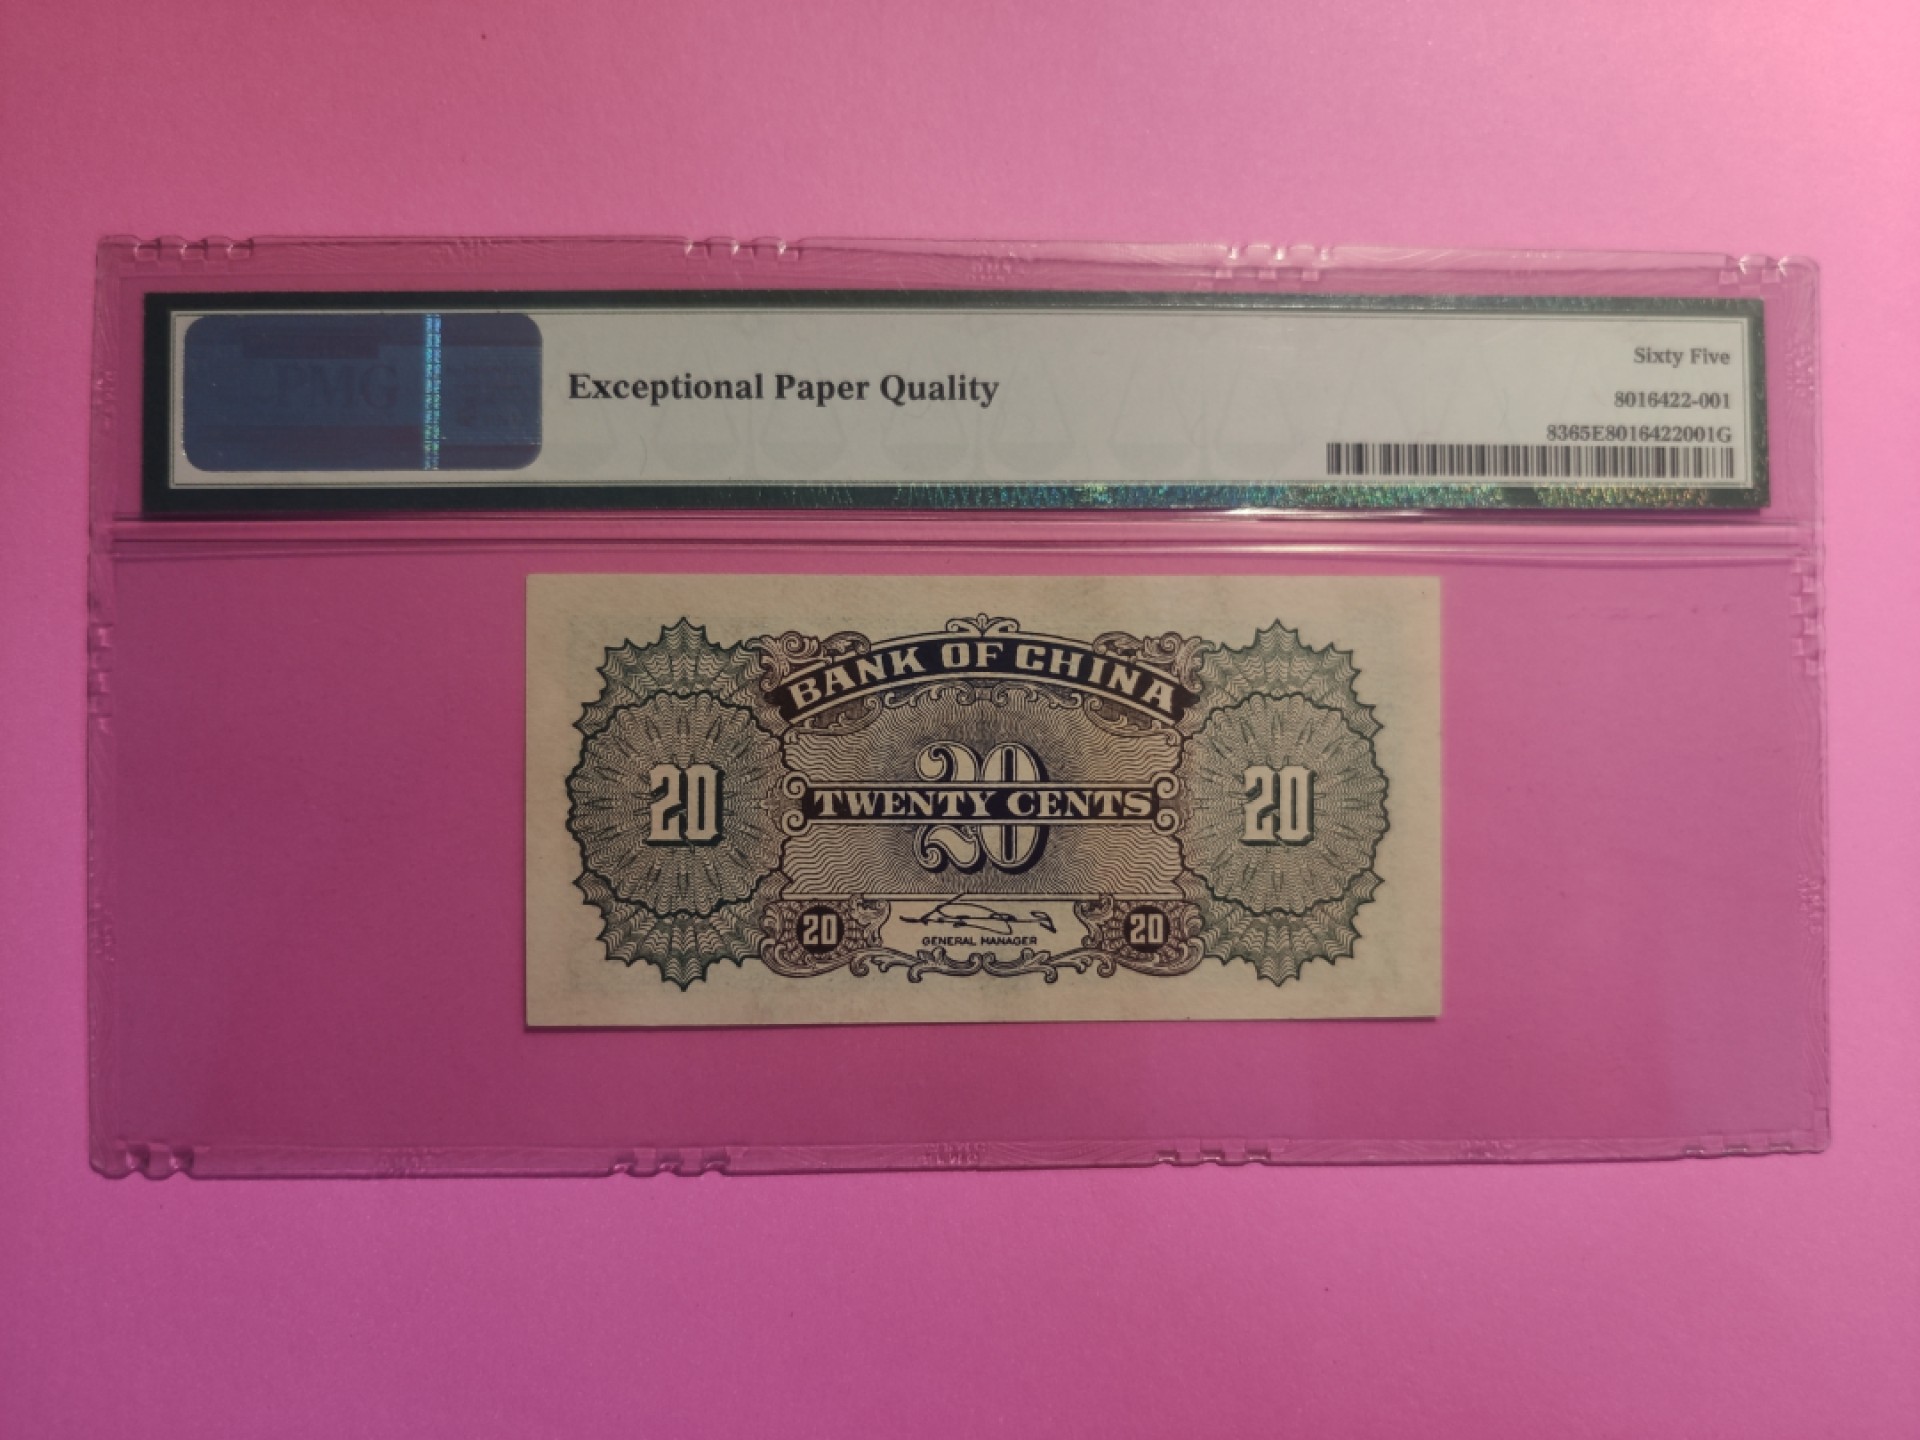 PMG
Exceptional Paper Quality
Sixty Five
8016422-001
8365E8016422001G
BANK OF CHINA
20
TWENTY CENTS
20
20
20
20
GENERAL MANAGER